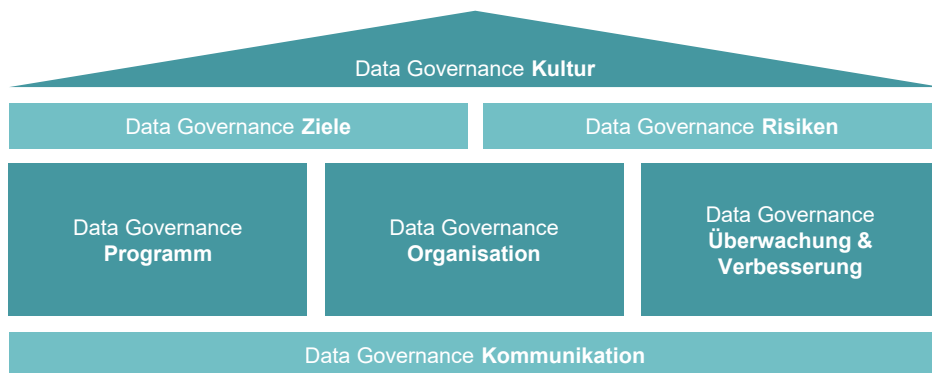 Data Governance Kultur
Data Governance Ziele
Data Governance Risiken
Data Governance
Programm
Data Governance
Organisation
Data Governance
Überwachung &
Verbesserung
Data Governance Kommunikation